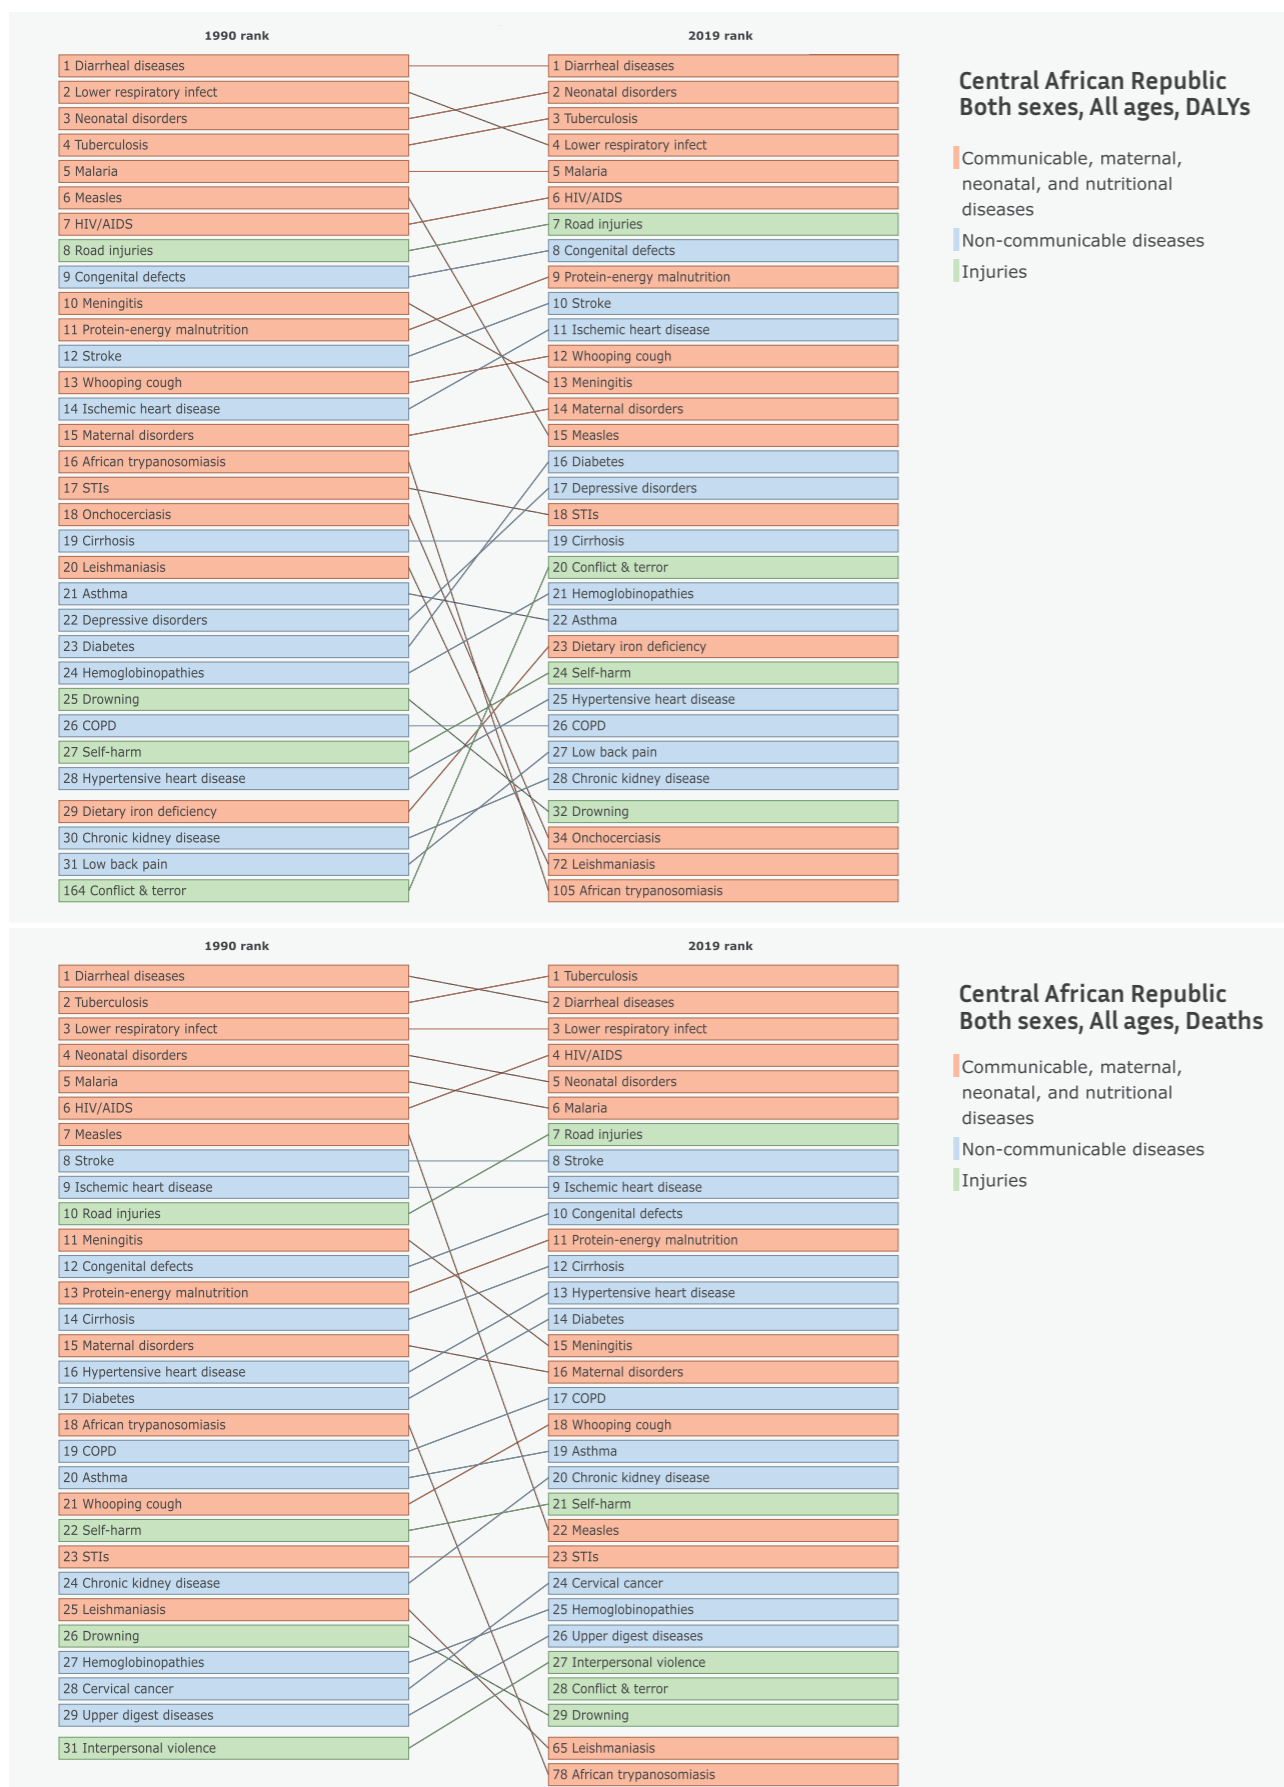 1990 rank
2019 rank
1 Diarrheal diseases
2 Lower respiratory infect
3 Neonatal disorders
4 Tuberculosis
5 Malaria
6 Measles
7 HIV/AIDS
8 Road injuries
9 Congenital defects
10 Meningitis
11 Protein-energy malnutrition
12 Stroke
13 Whooping cough
14 Ischemic heart disease
15 Maternal disorders
16 African trypanosomiasis
17 STIs
18 Onchocerciasis
19 Cirrhosis
20 Leishmaniasis
21 Asthma
22 Depressive disorders
23 Diabetes
24 Hemoglobinopathies
25 Drowning
26 COPD
27 Self-harm
28 Hypertensive heart disease
29 Dietary iron deficiency
30 Chronic kidney disease
31 Low back pain
164 Conflict & terror
1 Diarrheal diseases
2 Neonatal disorders
3 Tuberculosis
4 Lower respiratory infect
5 Malaria
6 HIV/AIDS
7 Road injuries
8 Congenital defects
9 Protein-energy malnutrition
10 Stroke
11 Ischemic heart disease
12 Whooping cough
13 Meningitis
14 Maternal disorders
15 Measles
16 Diabetes
17 Depressive disorders
18 STIs
19 Cirrhosis
20 Conflict & terror
21 Hemoglobinopathies
22 Asthma
23 Dietary iron deficiency
24 Self-harm
25 Hypertensive heart disease
26 COPD
27 Low back pain
28 Chronic kidney disease
32 Drowning
34 Onchocerciasis
72 Leishmaniasis
105 African trypanosomiasis
Central African Republic
Both sexes, All ages, DALYs
Communicable, maternal,
neonatal, and nutritional
diseases
Non-communicable diseases
Injuries
1990 rank
2019 rank
1 Diarrheal diseases
2 Tuberculosis
3 Lower respiratory infect
4 Neonatal disorders
5 Malaria
6 HIV/AIDS
7 Measles
8 Stroke
9 Ischemic heart disease
10 Road injuries
11 Meningitis
12 Congenital defects
13 Protein-energy malnutrition
14 Cirrhosis
15 Maternal disorders
16 Hypertensive heart disease
17 Diabetes
18 African trypanosomiasis
19 COPD
20 Asthma
21 Whooping cough
22 Self-harm
23 STIs
24 Chronic kidney disease
25 Leishmaniasis
26 Drowning
27 Hemoglobinopathies
28 Cervical cancer
29 Upper digest diseases
31 Interpersonal violence
1 Tuberculosis
2 Diarrheal diseases
3 Lower respiratory infect
4 HIV/AIDS
5 Neonatal disorders
6 Malaria
7 Road injuries
8 Stroke
9 Ischemic heart disease
10 Congenital defects
11 Protein-energy malnutrition
12 Cirrhosis
13 Hypertensive heart disease
14 Diabetes
15 Meningitis
16 Maternal disorders
17 COPD
18 Whooping cough
19 Asthma
20 Chronic kidney disease
21 Self-harm
22 Measles
23 STIs
24 Cervical cancer
25 Hemoglobinopathies
26 Upper digest diseases
27 Interpersonal violence
28 Conflict & terror
29 Drowning
65 Leishmaniasis
78 African trypanosomiasis
Central African Republic
Both sexes, All ages, Deaths
Communicable, maternal,
neonatal, and nutritional
diseases
Non-communicable diseases
Injuries